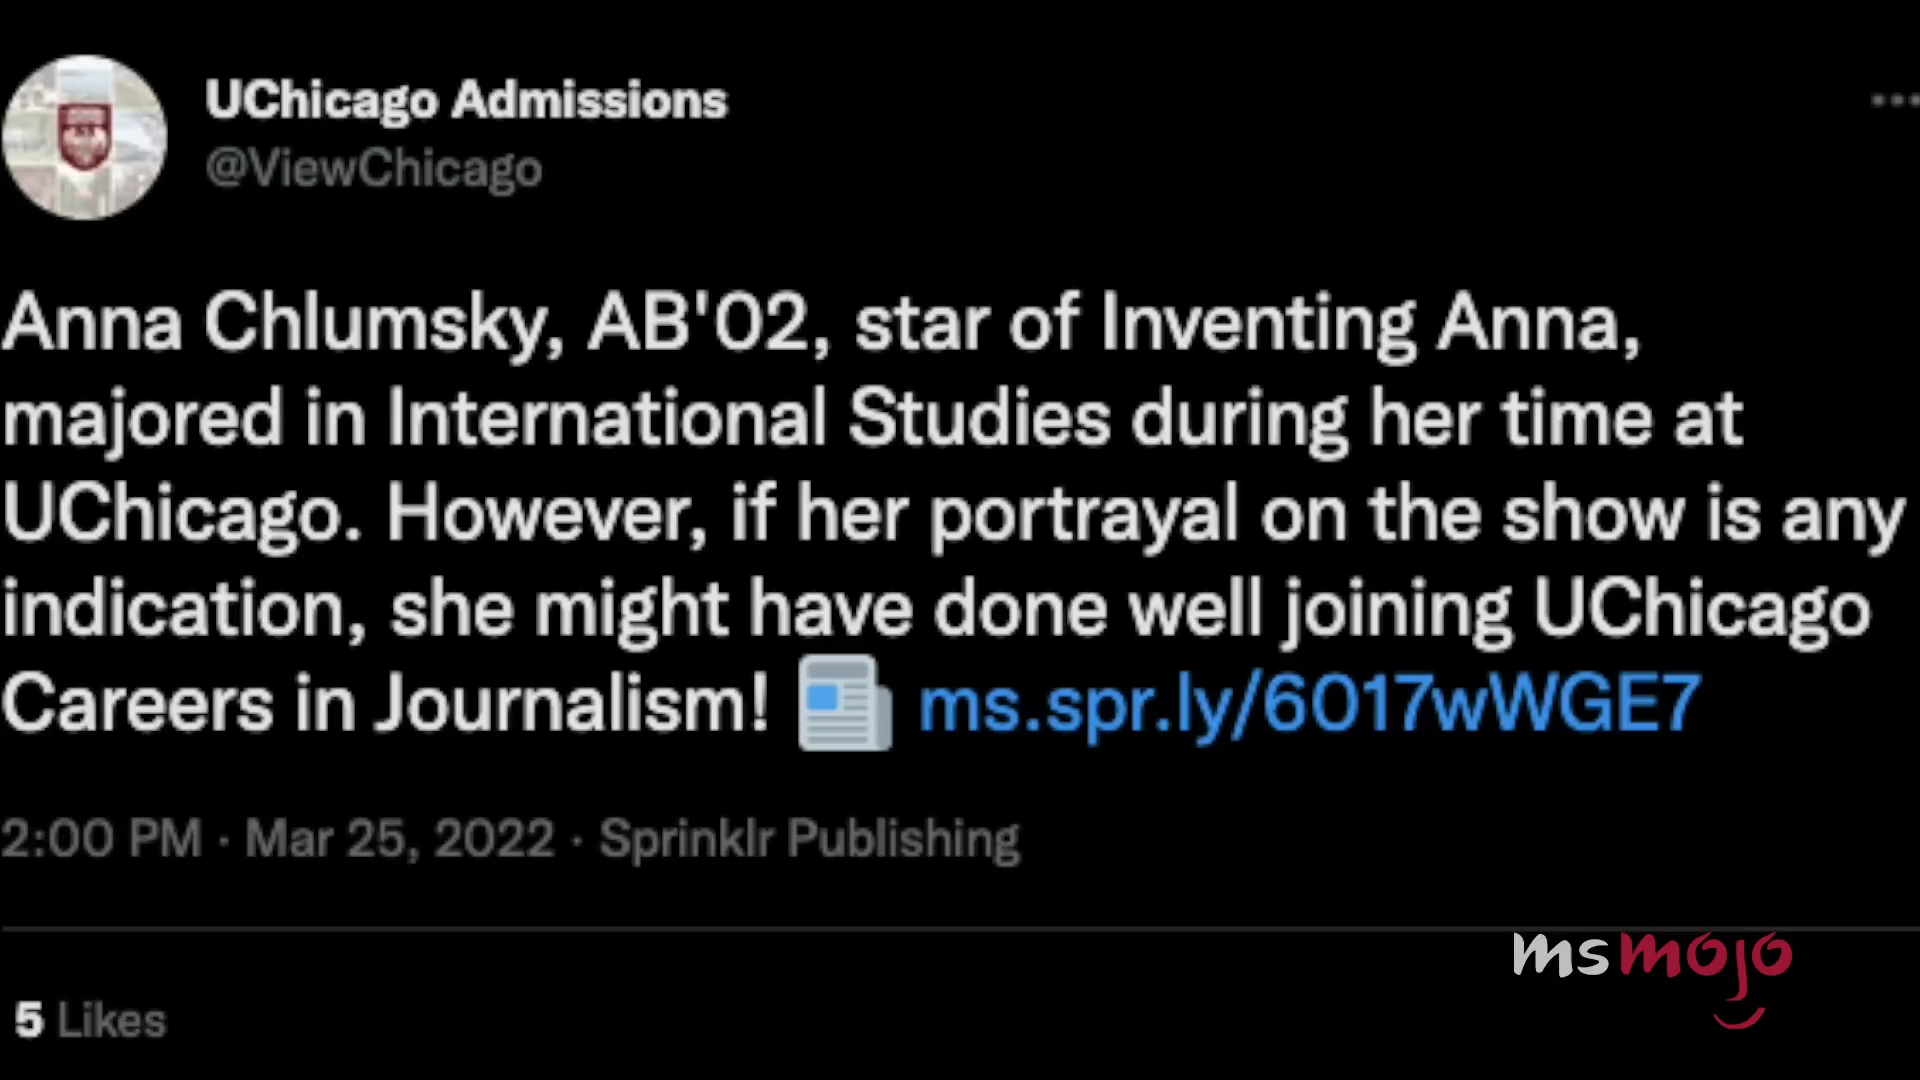 UChicago Admissions
@ViewChicago
Anna Chlumsky, AB'02, star of Inventing Anna,
majored in International Studies during her time at
UChicago. However, if her portrayal on the show is any
indication, she might have done well joining UChicago
Careers in Journalism! 📰 ms.spr.ly/6017wWGE7
2:00 PM · Mar 25, 2022 · Sprinklr Publishing
msmojo
5 Likes